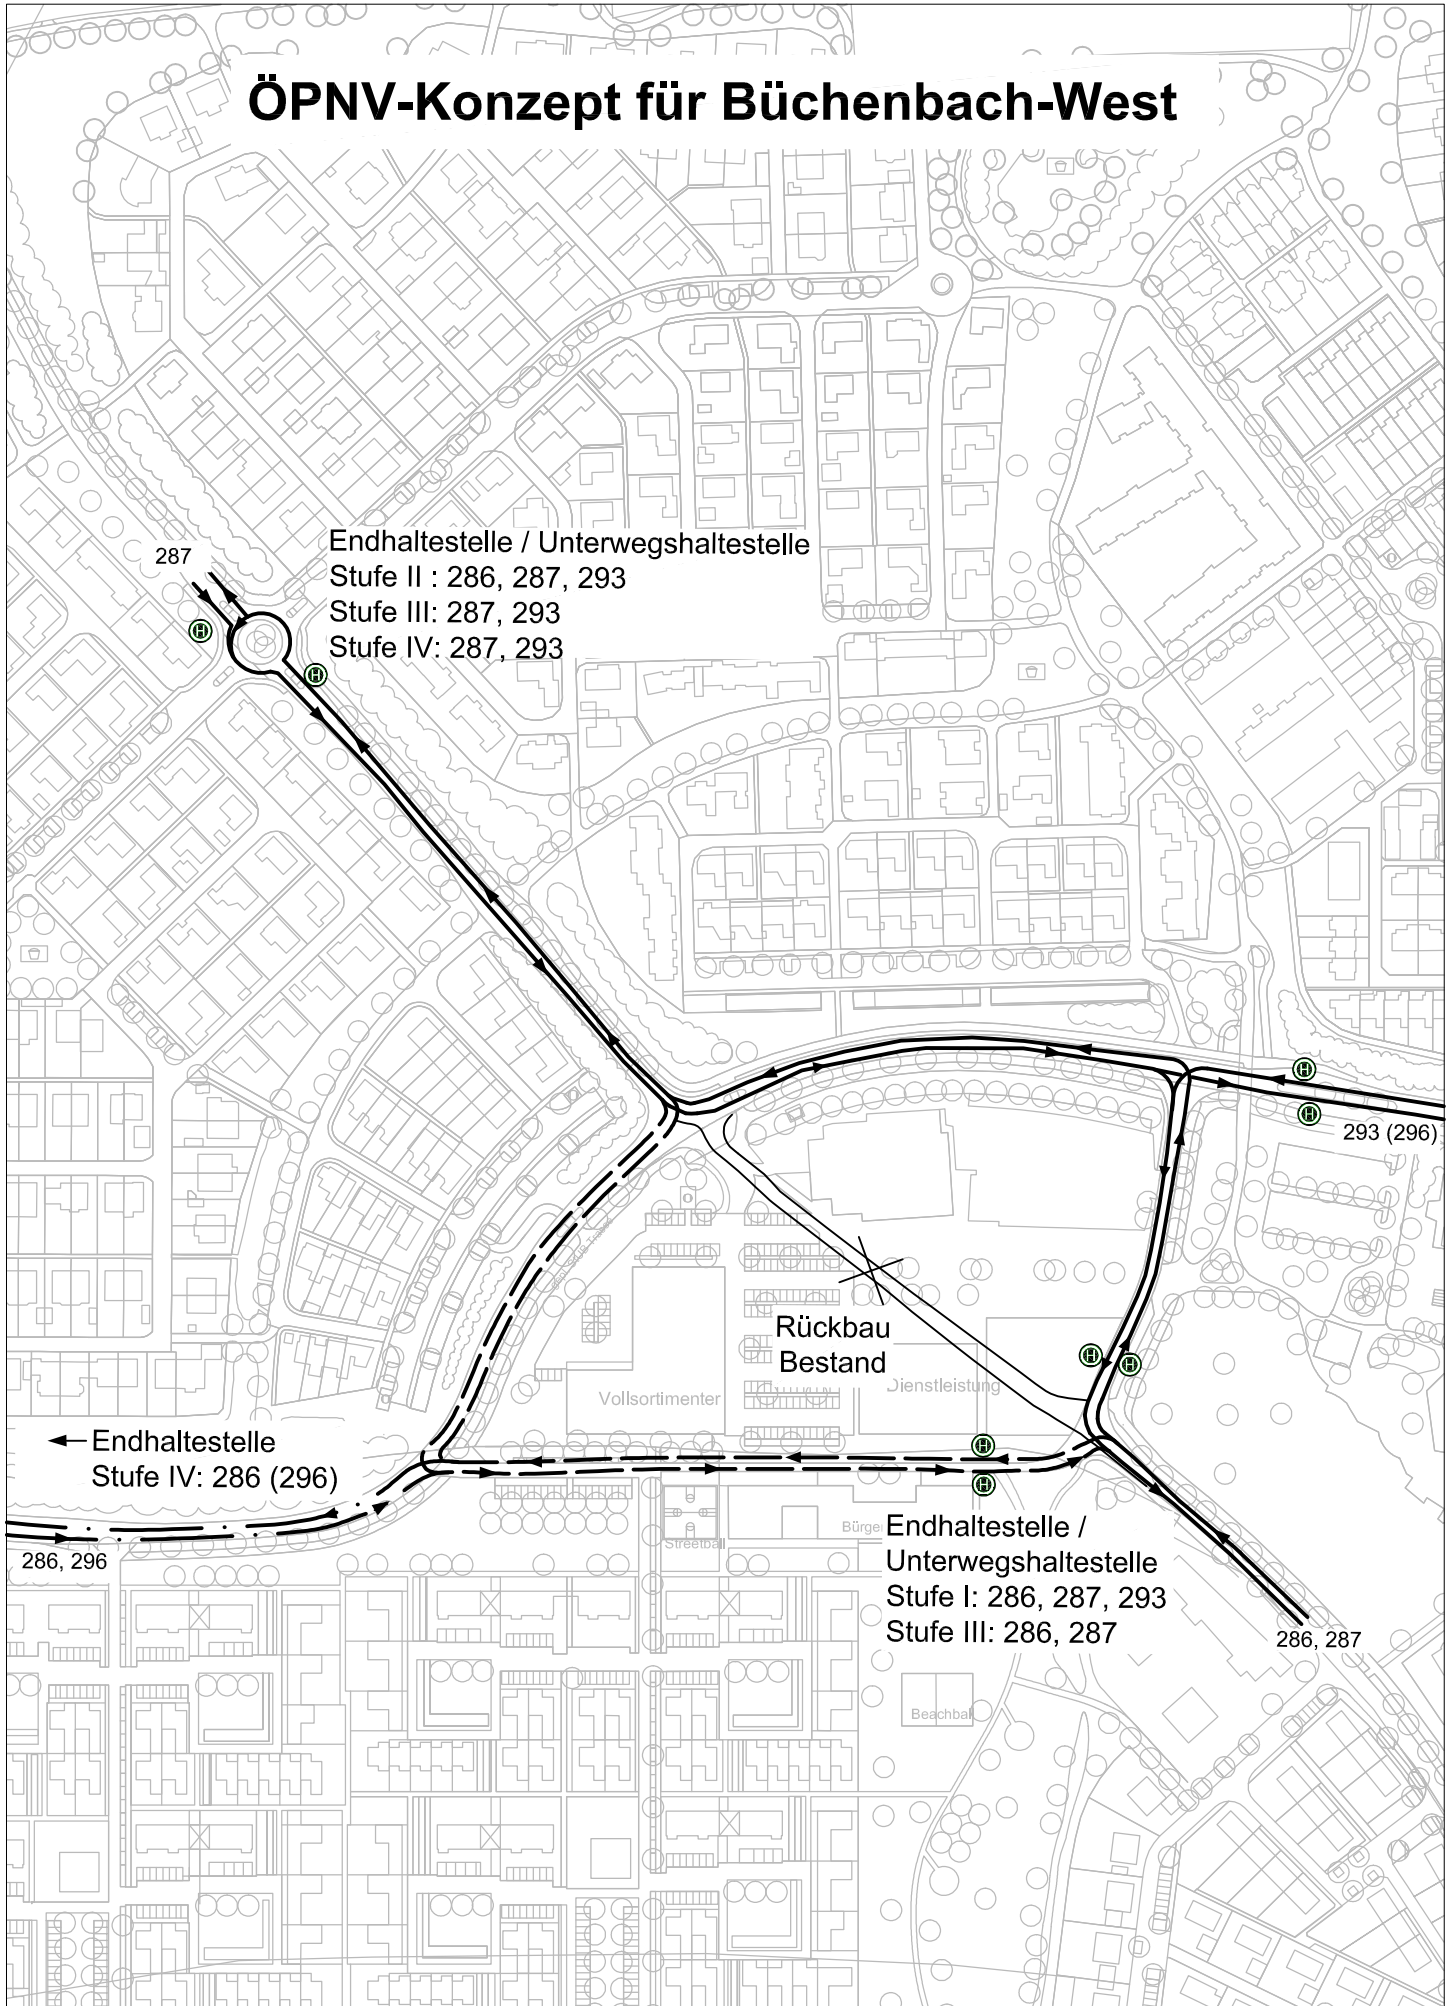 ÖPNV-Konzept für Büchenbach-West
287
Endhaltestelle / Unterwegshaltestelle
Stufe II : 286, 287, 293
Stufe III: 287, 293
Stufe IV: 287, 293
H
H
H
H
293 (296)
Rückbau
Bestand
H
H
Dienstleistung
Vollsortimenter
Endhaltestelle
Stufe IV: 286 (296)
H
H
286, 296
Streetball
Bürger
Endhaltestelle /
Unterwegshaltestelle
Stufe I: 286, 287, 293
Stufe III: 286, 287
286, 287
Beachball